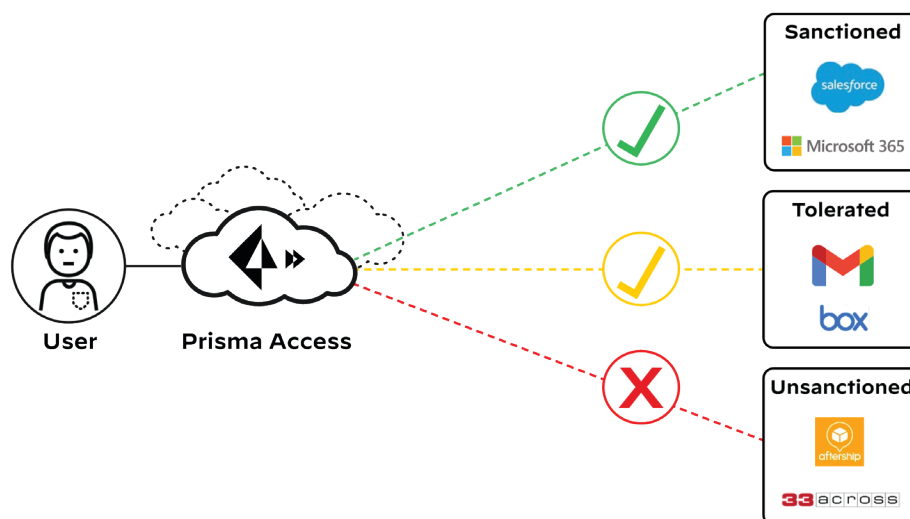 Sanctioned
salesforce
Microsoft 365
Tolerated
box
User
Prisma Access
Unsanctioned
aftership
33across